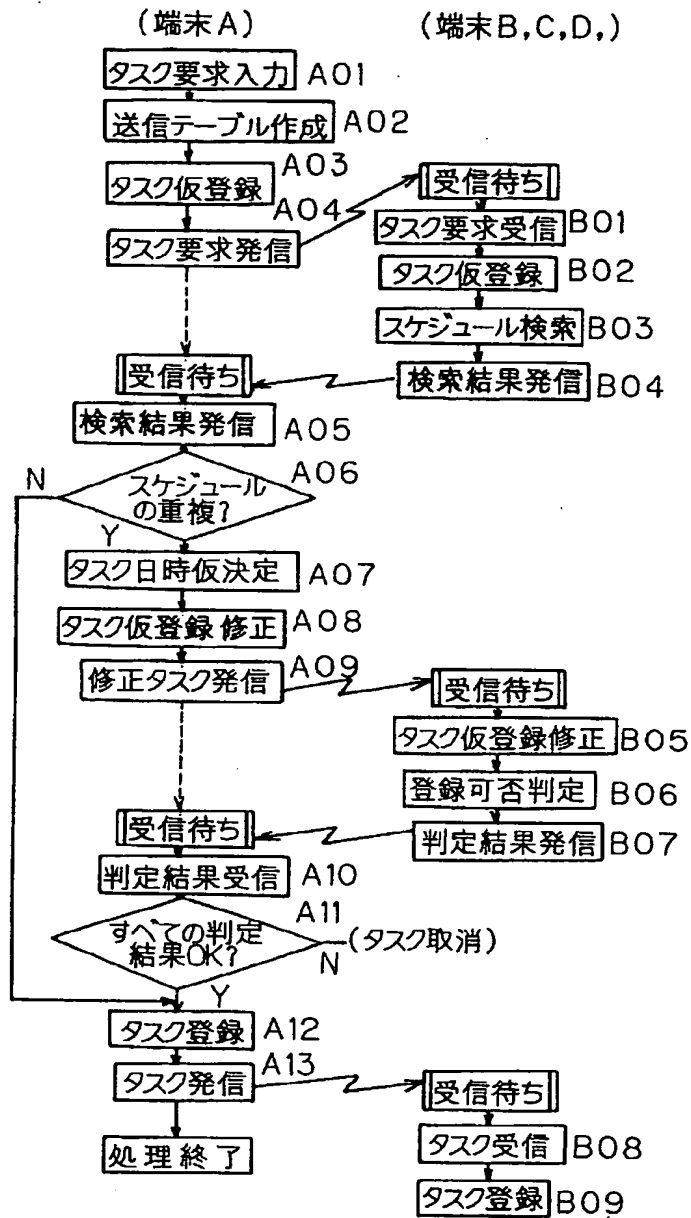 (端末A)
(端末B,C,D,)
タスク要求入力 A01
送信テーブル作成 A02
A03
タスク仮登録
受信待ち
A04
タスク要求受信 B01
タスク要求発信
タスク仮登録 B02
スケジュール検索 B03
受信待ち
検索結果発信 B04
検索結果発信 A05
A06
N
スケジュール
の重複?
Y
タスク日時仮決定 A07
タスク仮登録修正 A08
A09
修正タスク発信
受信待ち
タスク仮登録修正 B05
登録可否判定 B06
受信待ち
判定結果発信 B07
判定結果受信 A10
A11
すべての判定
結果OK?
N (タスク取消)
Y
タスク登録 A12
A13
タスク発信
受信待ち
処理終了
タスク受信 B08
タスク登録 B09